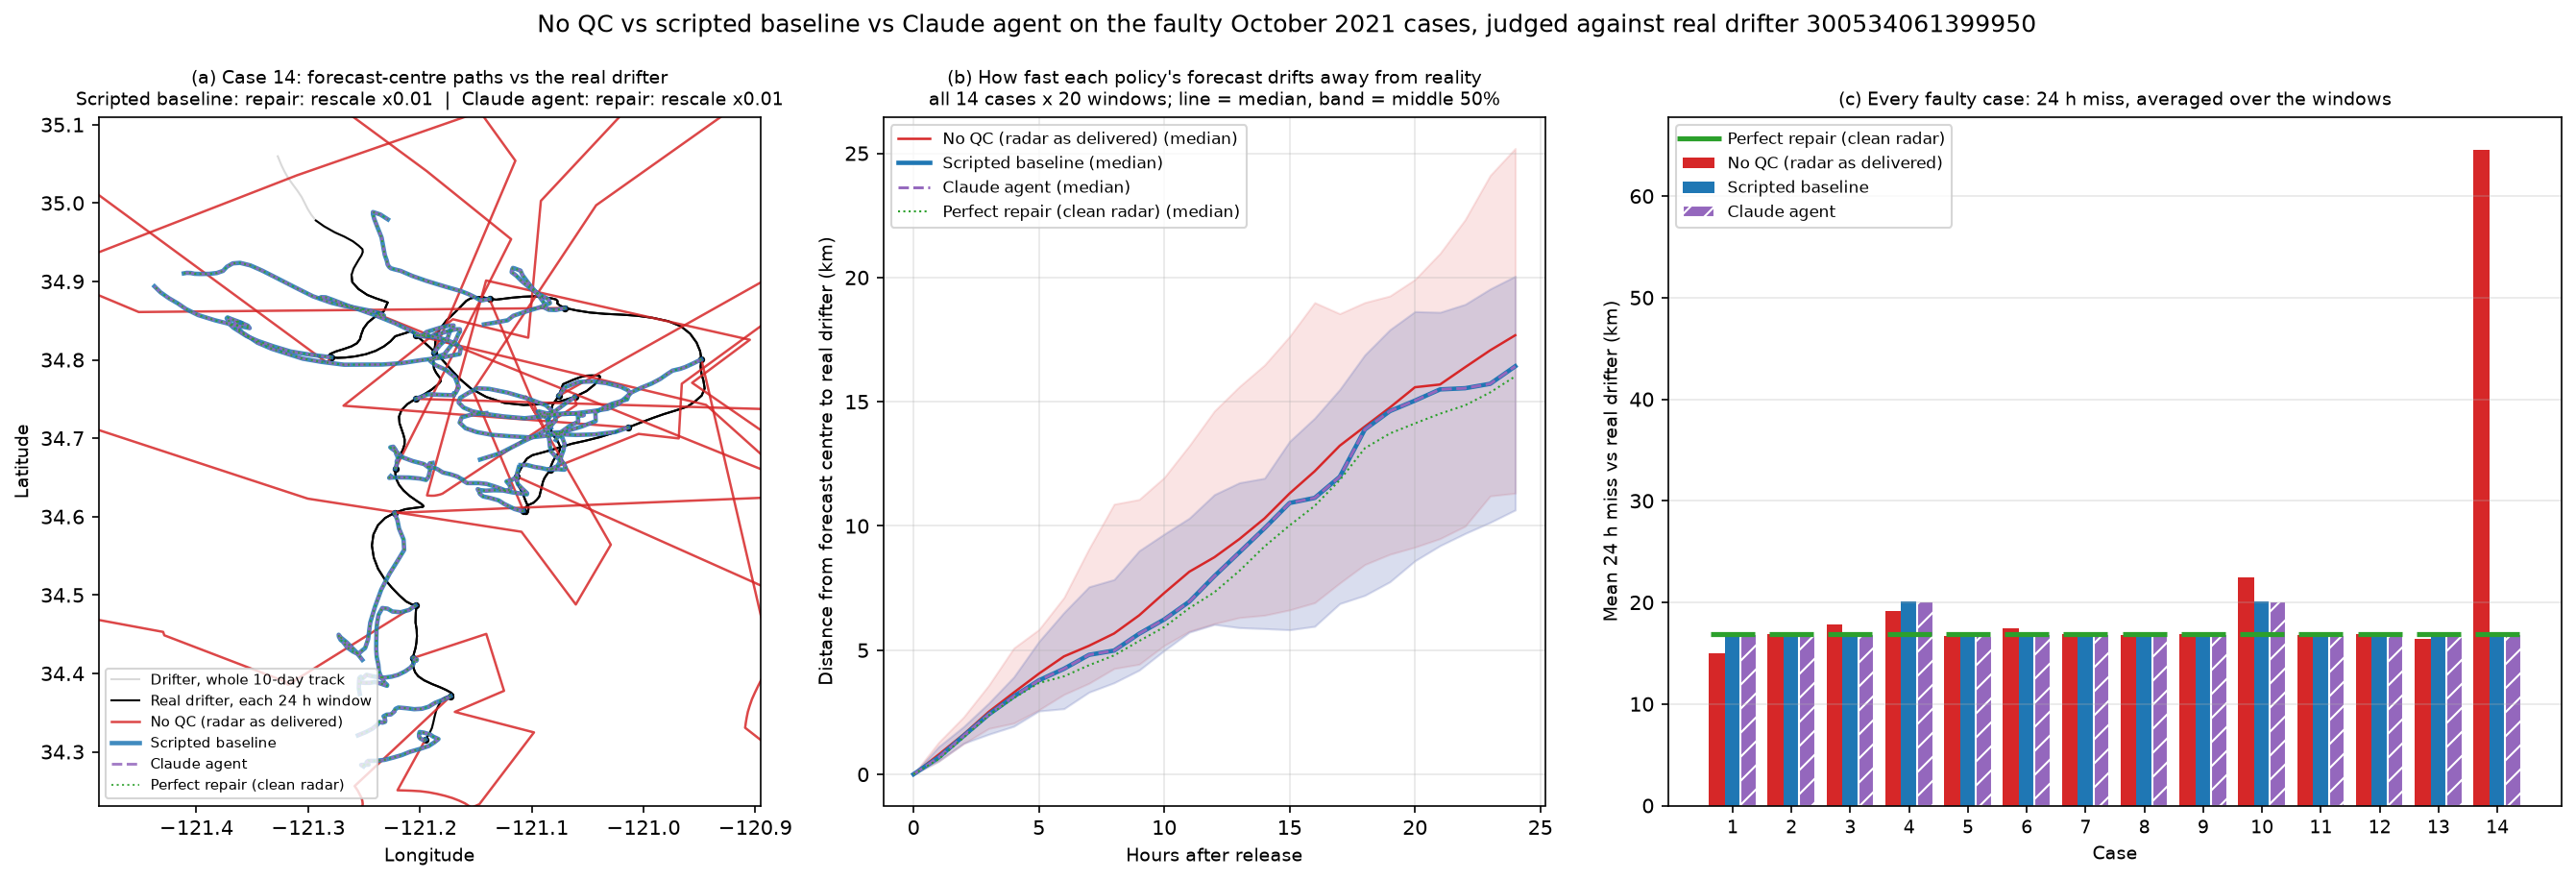 No QC vs scripted baseline vs Claude agent on the faulty October 2021 cases, judged against real drifter 300534061399950
(a) Case 14: forecast-centre paths vs the real drifter
Scripted baseline: repair: rescale x0.01 | Claude agent: repair: rescale x0.01
35.1
35.0
34.9
34.8
34.7
34.6
34.5
34.4
34.3
Latitude
Drifter, whole 10-day track
Real drifter, each 24 h window
No QC (radar as delivered)
Scripted baseline
Claude agent
Perfect repair (clean radar)
−121.4 −121.3 −121.2 −121.1 −121.0 −120.9
Longitude
(b) How fast each policy's forecast drifts away from reality
all 14 cases x 20 windows; line = median, band = middle 50%
No QC (radar as delivered) (median)
Scripted baseline (median)
Claude agent (median)
Perfect repair (clean radar) (median)
25
20
15
10
5
0
Distance from forecast centre to real drifter (km)
0 5 10 15 20 25
Hours after release
(c) Every faulty case: 24 h miss, averaged over the windows
Perfect repair (clean radar)
No QC (radar as delivered)
Scripted baseline
Claude agent
60
50
40
30
20
10
0
Mean 24 h miss vs real drifter (km)
1 2 3 4 5 6 7 8 9 10 11 12 13 14
Case